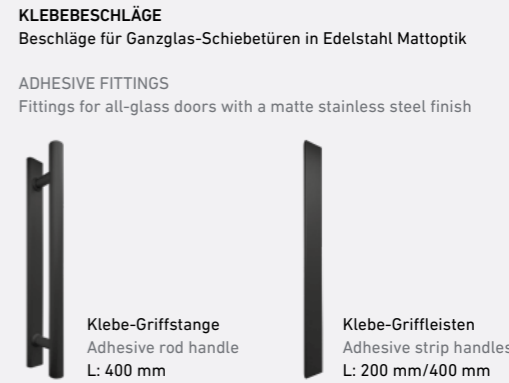 KLEBEBESCHLÄGE
Beschläge für Ganzglas-Schiebetüren in Edelstahl Mattoptik
ADHESIVE FITTINGS
Fittings for all-glass doors with a matte stainless steel finish
Klebe-Griffstange
Adhesive rod handle
L: 400 mm
Klebe-Griffleisten
Adhesive strip handles
L: 200 mm/400 mm